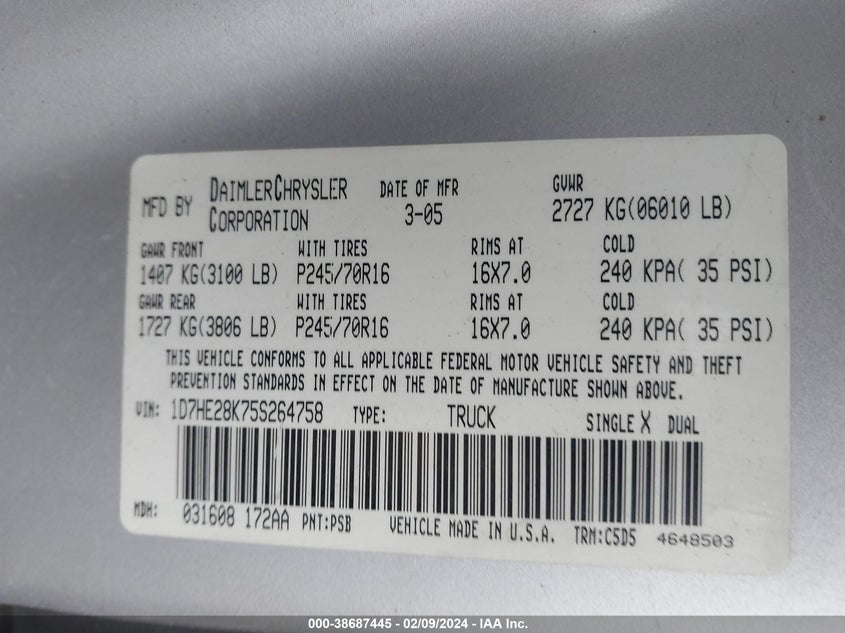 MFD BY DAIMLERCHRYSLER CORPORATION DATE OF MFR 3-05 GVWR 2727 KG(06010 LB)
GAWR FRONT WITH TIRES RIMS AT COLD
1407 KG(3100 LB) P245/70R16 16X7.0 240 KPA( 35 PSI)
GAWR REAR WITH TIRES RIMS AT COLD
1727 KG(3806 LB) P245/70R16 16X7.0 240 KPA( 35 PSI)
THIS VEHICLE CONFORMS TO ALL APPLICABLE FEDERAL MOTOR VEHICLE SAFETY AND THEFT
PREVENTION STANDARDS IN EFFECT ON THE DATE OF MANUFACTURE SHOWN ABOVE.
VIN: 1D7HE28K75S264758 TYPE: TRUCK SINGLE X DUAL
MDH: 031608 172AA PNT:PSB VEHICLE MADE IN U.S.A. TRM:C5D5 4648503
000-38687445 - 02/09/2024 - IAA Inc.